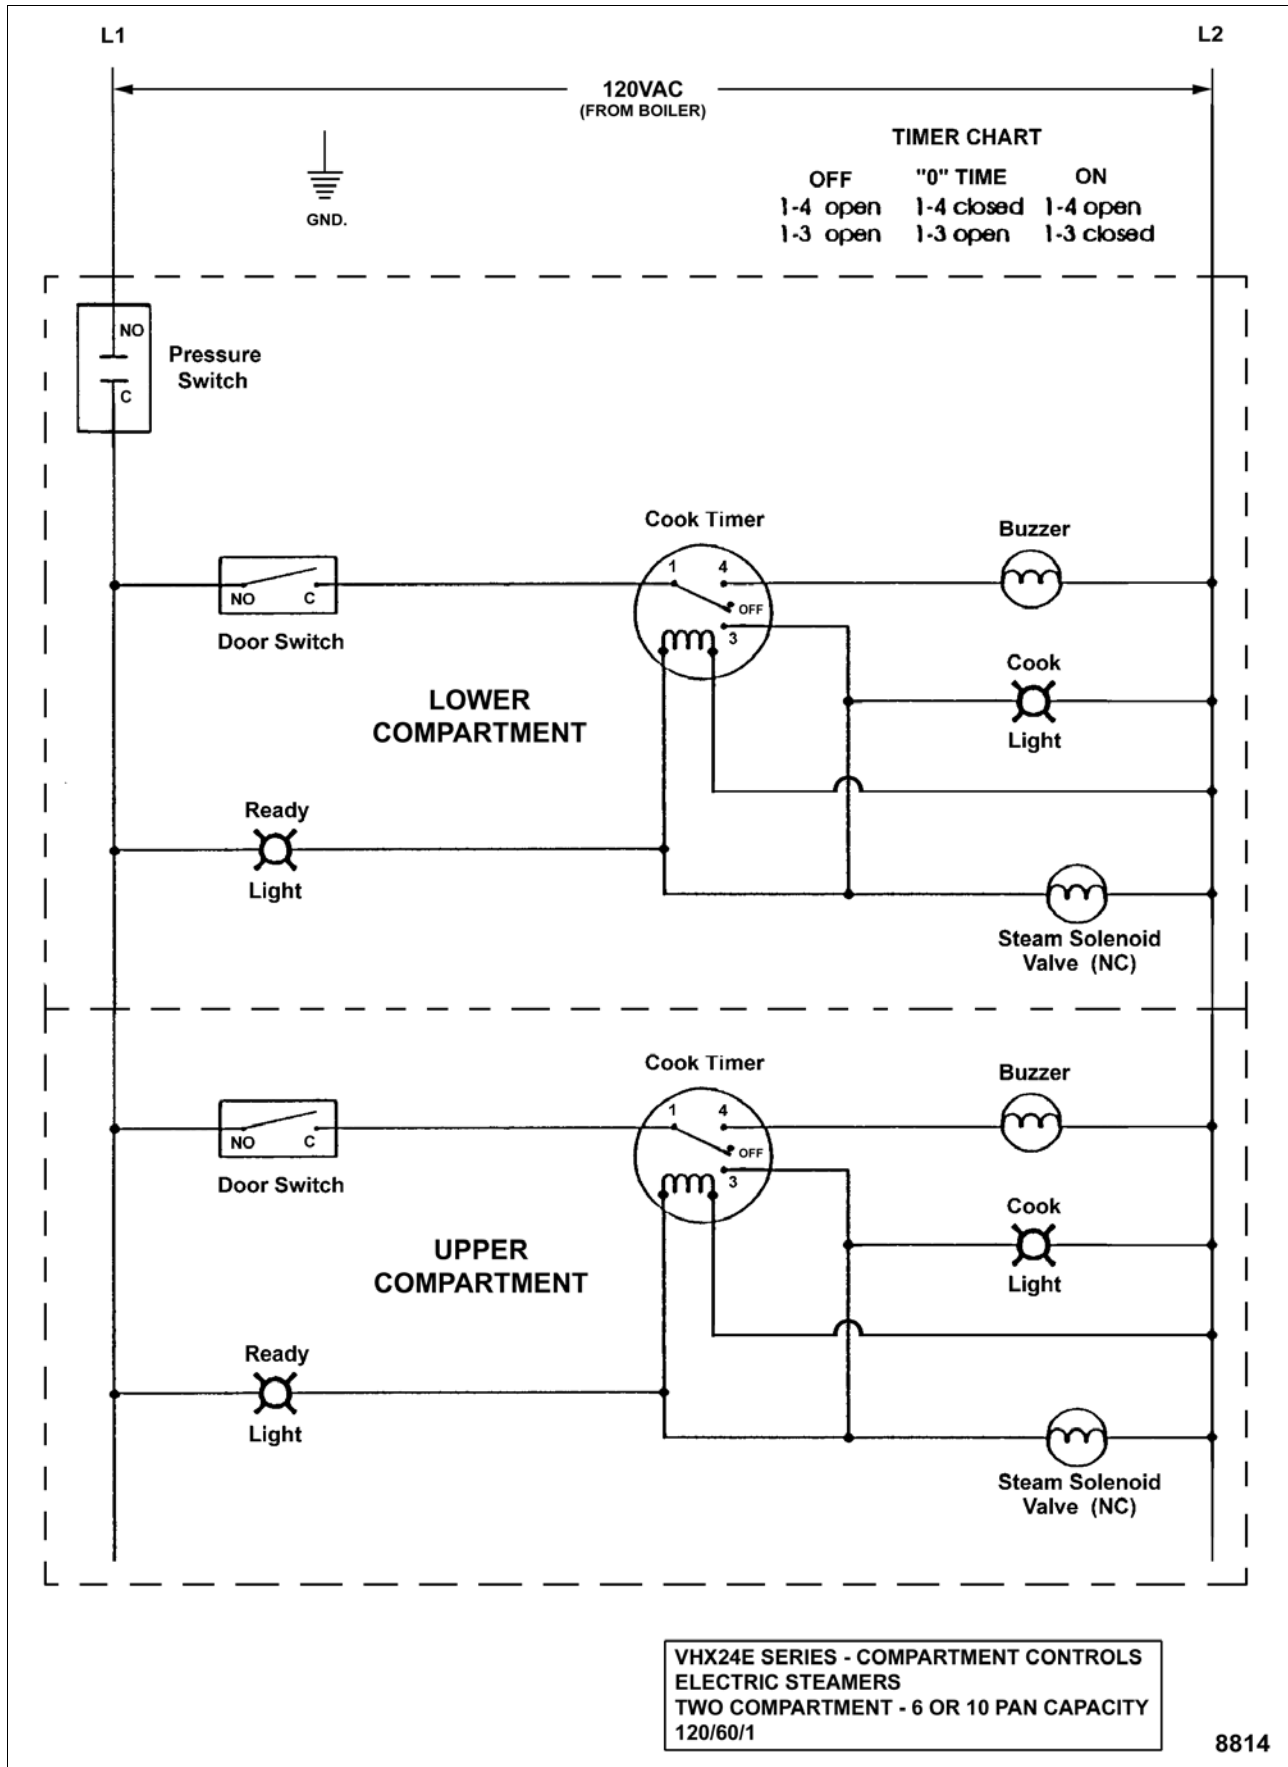 L1
L2
120VAC
(FROM BOILER)
GND.
TIMER CHART
OFF "0" TIME ON
1-4 open 1-4 closed 1-4 open
1-3 open 1-3 open 1-3 closed
NO
C
Pressure
Switch
Cook Timer
Buzzer
1 4
OFF
3
NO C
Door Switch
LOWER
COMPARTMENT
Cook
Light
Ready
Light
Steam Solenoid
Valve (NC)
Cook Timer
Buzzer
1 4
OFF
3
NO C
Door Switch
UPPER
COMPARTMENT
Cook
Light
Ready
Light
Steam Solenoid
Valve (NC)
VHX24E SERIES - COMPARTMENT CONTROLS
ELECTRIC STEAMERS
TWO COMPARTMENT - 6 OR 10 PAN CAPACITY
120/60/1
8814